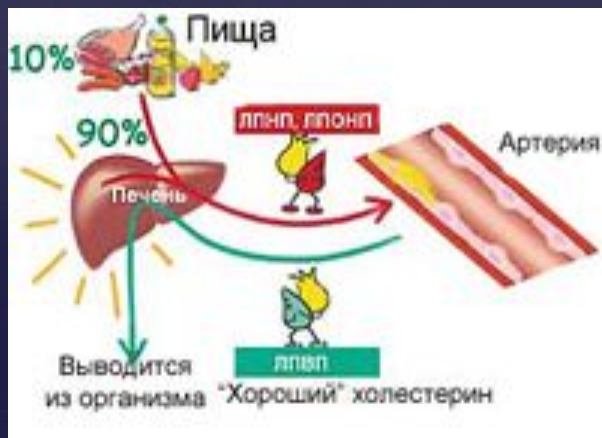 Пища
10%
90%
ЛПНП, ЛПОНП
Артерия
Печень
ЛПВП
Выводится
из организма
"Хороший" холестерин